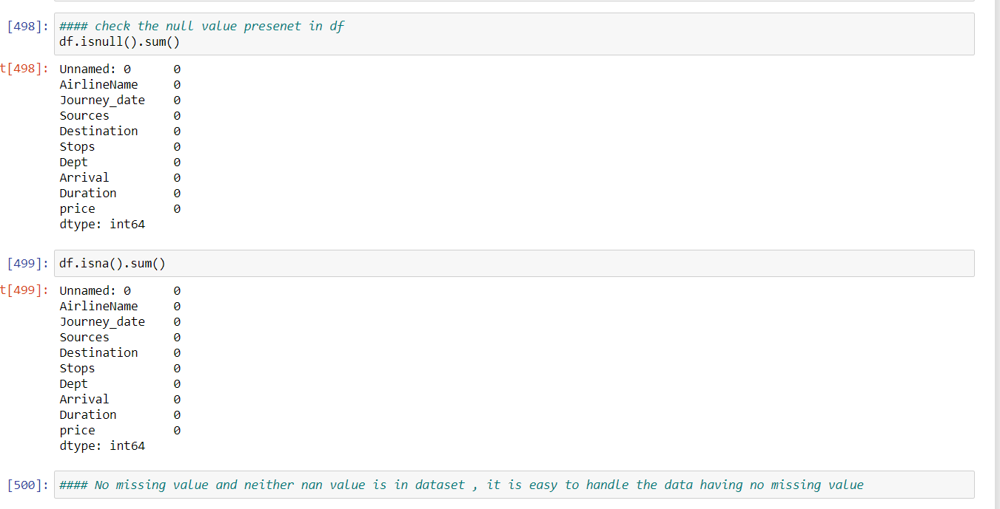 [498]: #### check the null value presenet in df
df.isnull().sum()
t[498]: Unnamed: 0 0
AirlineName 0
Journey_date 0
Sources 0
Destination 0
Stops 0
Dept 0
Arrival 0
Duration 0
price 0
dtype: int64
[499]: df.isna().sum()
t[499]: Unnamed: 0 0
AirlineName 0
Journey_date 0
Sources 0
Destination 0
Stops 0
Dept 0
Arrival 0
Duration 0
price 0
dtype: int64
[500]: #### No missing value and neither nan value is in dataset , it is easy to handle the data having no missing value